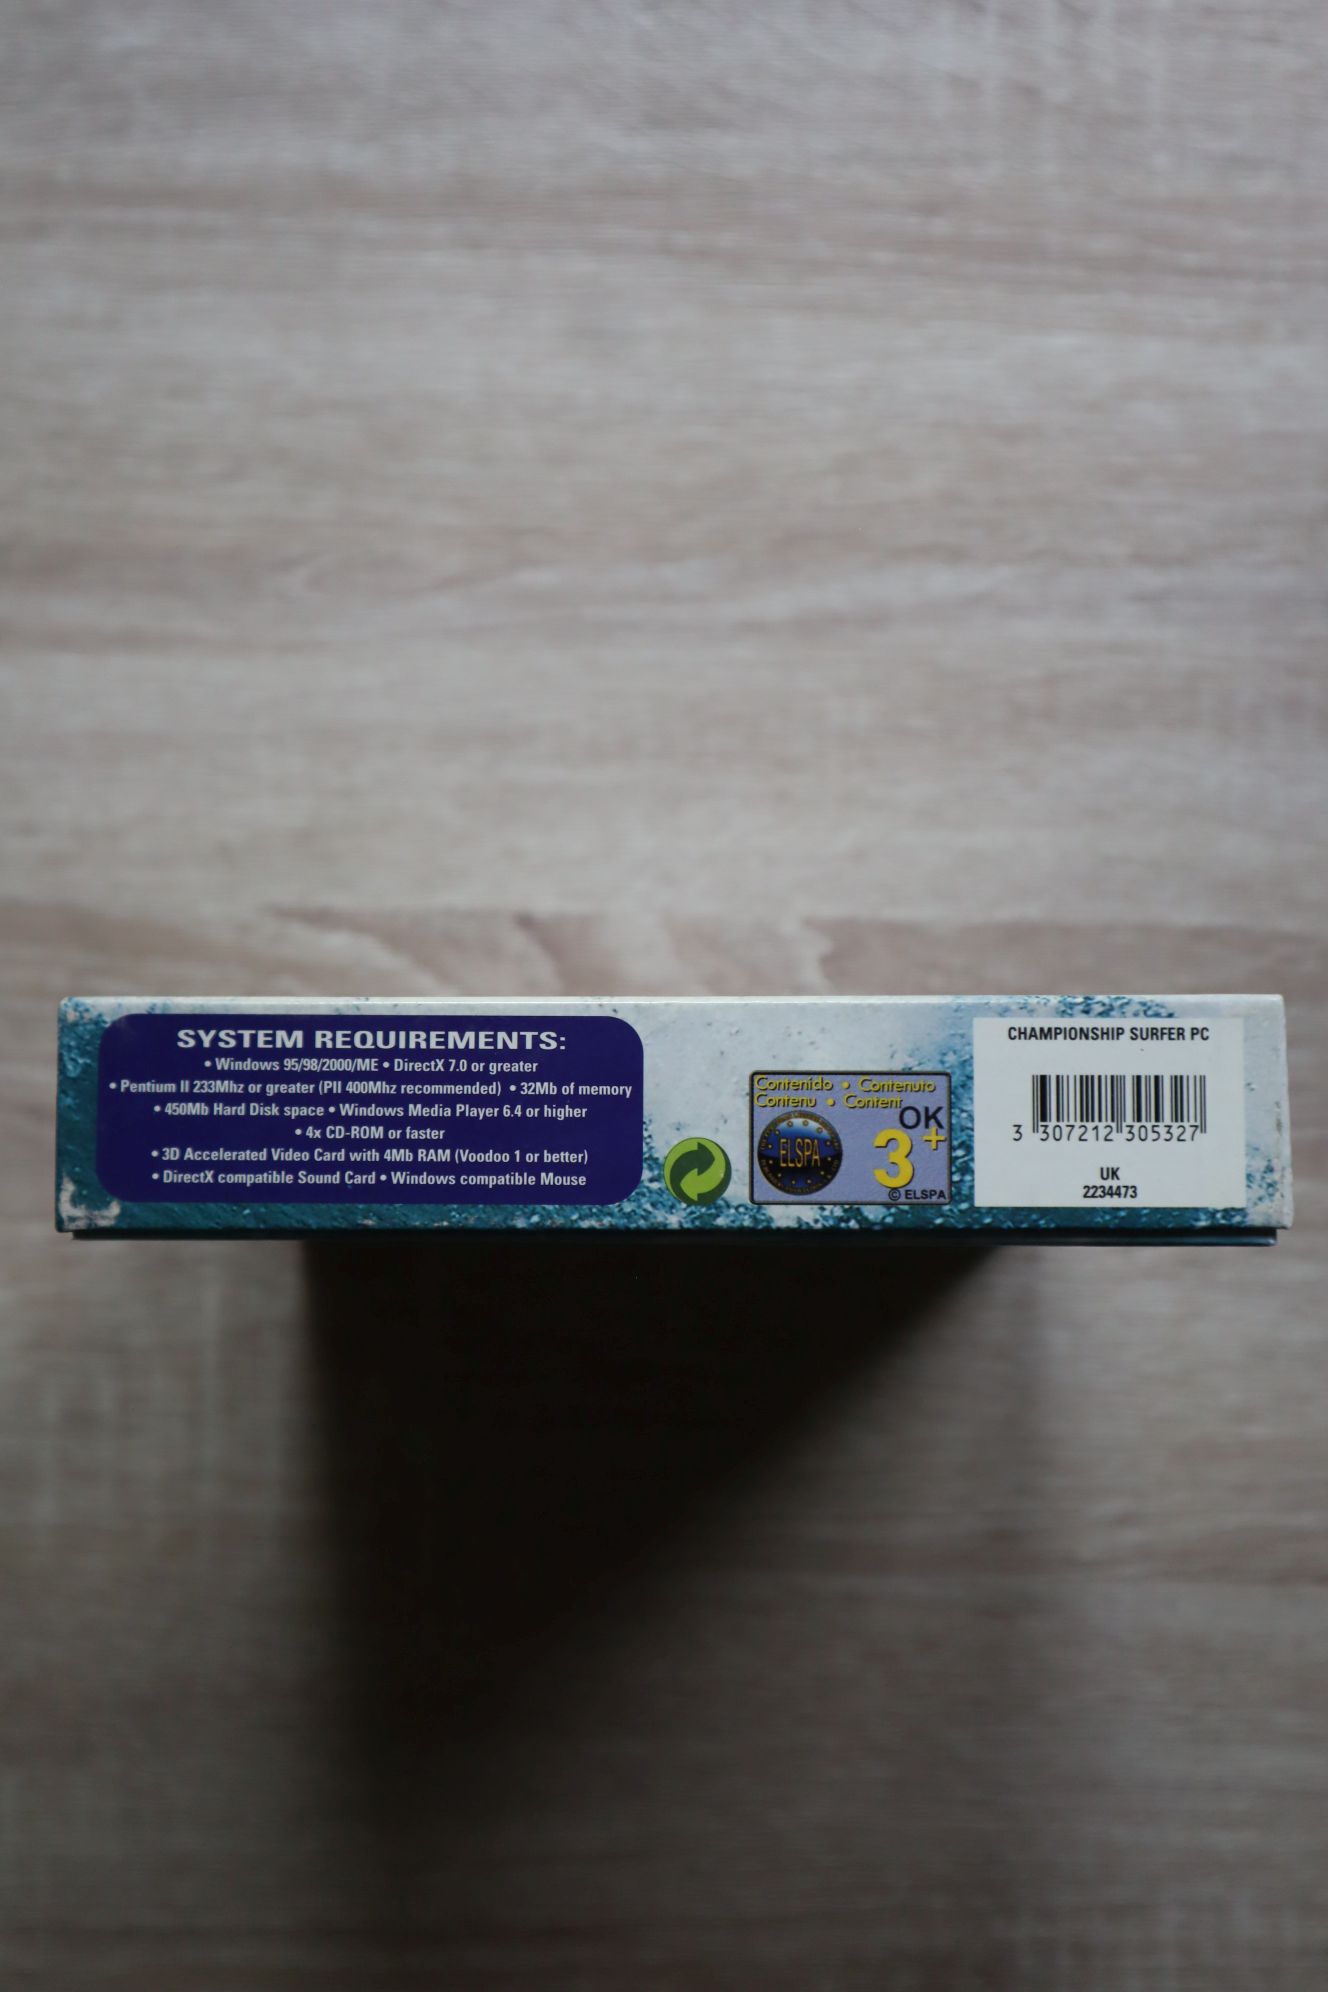 SYSTEM REQUIREMENTS:
• Windows 95/98/2000/ME • DirectX 7.0 or greater
• Pentium II 233Mhz or greater (PII 400Mhz recommended) • 32Mb of memory
• 450Mb Hard Disk space • Windows Media Player 6.4 or higher
• 4x CD-ROM or faster
• 3D Accelerated Video Card with 4Mb RAM (Voodoo 1 or better)
• DirectX compatible Sound Card • Windows compatible Mouse
Contenido • Contenuto
Contenu • Content
OK
3+
ELSPA
© ELSPA
CHAMPIONSHIP SURFER PC
3 307212 305327
UK
2234473